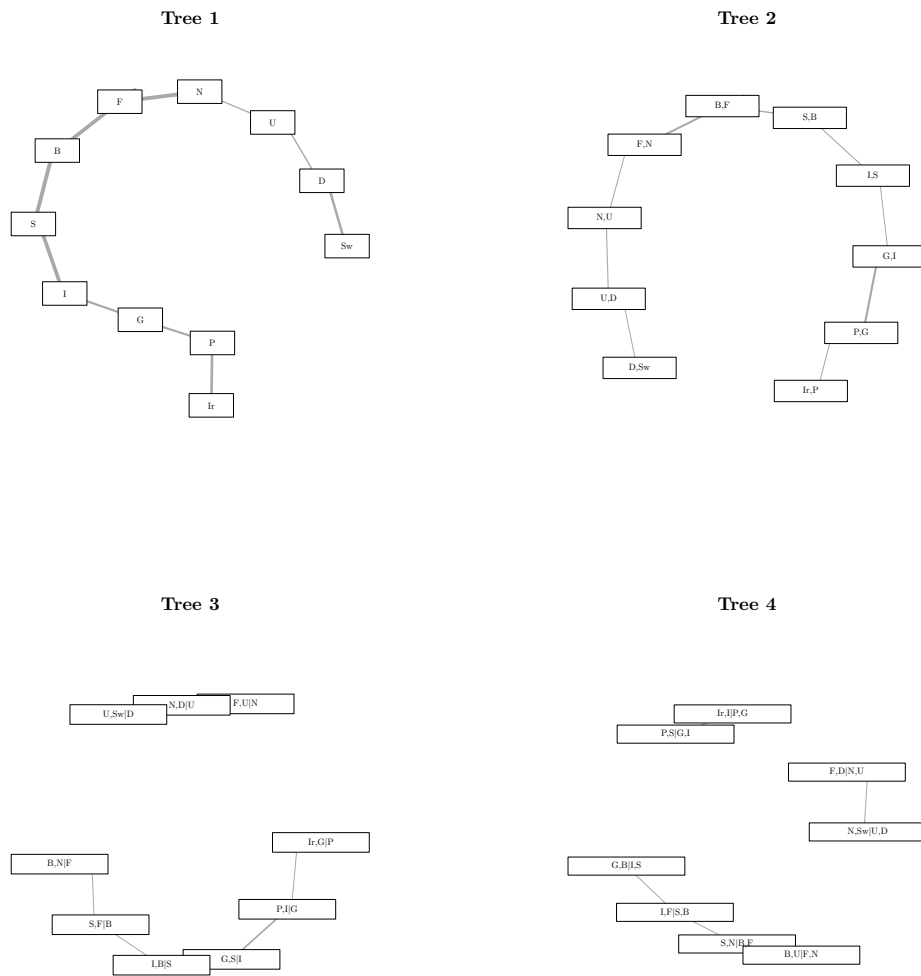 Tree 1
N
F
U
B
D
S
Sw
I
G
P
Ir
Tree 2
B,F
S,B
F,N
I,S
N,U
G,I
U,D
P,G
D,Sw
Ir,P
Tree 3
F,U|N
N,D|U
U,Sw|D
Ir,G|P
B,N|F
P,I|G
S,F|B
G,S|I
I,B|S
Tree 4
Ir,I|P,G
P,S|G,I
F,D|N,U
N,Sw|U,D
G,B|I,S
I,F|S,B
S,N|B,F
B,U|F,N